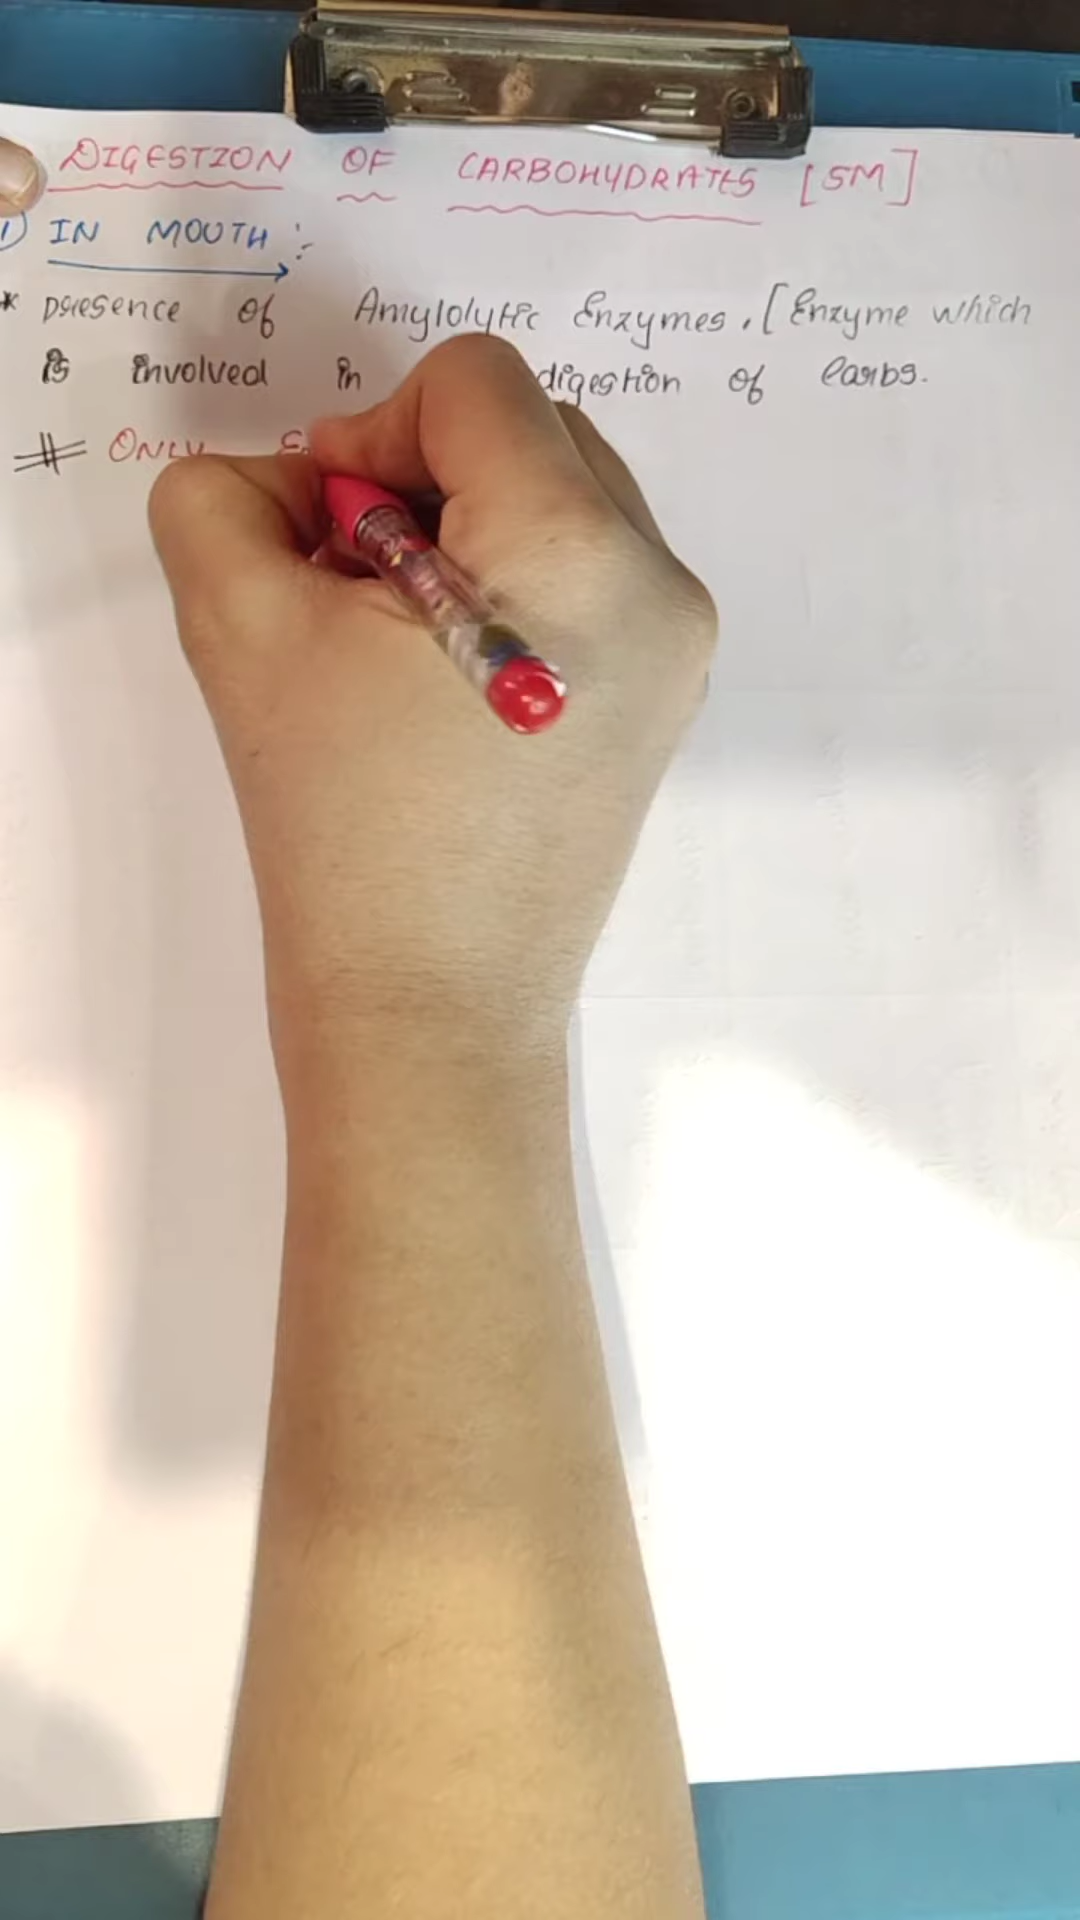 DIGESTION OF CARBOHYDRATES [5M]
1) IN MOUTH :-
* presence of Amylolytic Enzymes. [Enzyme which
is involved in digestion of Carbs.
# ONLY